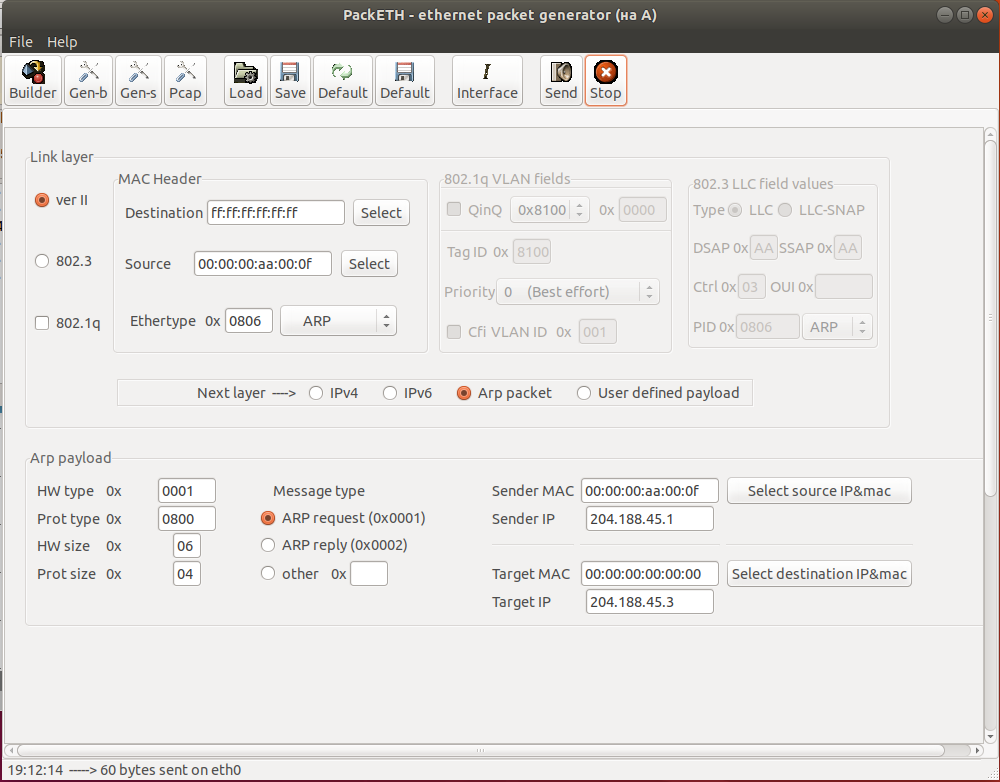 PackETH - ethernet packet generator (на A)
File Help
Builder Gen-b Gen-s Pcap Load Save Default Default Interface Send Stop
Link layer
ver II
802.3
802.1q
MAC Header
Destination ff:ff:ff:ff:ff:ff Select
Source 00:00:00:aa:00:0f Select
Ethertype 0x 0806 ARP
802.1q VLAN fields
QinQ 0x8100 0x 0000
Tag ID 0x 8100
Priority 0 (Best effort)
Cfi VLAN ID 0x 001
802.3 LLC field values
Type LLC LLC-SNAP
DSAP 0x AA SSAP 0x AA
Ctrl 0x 03 OUI 0x
PID 0x 0806 ARP
Next layer ----> IPv4 IPv6 Arp packet User defined payload
Arp payload
HW type 0x 0001
Prot type 0x 0800
HW size 0x 06
Prot size 0x 04
Message type
ARP request (0x0001)
ARP reply (0x0002)
other 0x
Sender MAC 00:00:00:aa:00:0f Select source IP&mac
Sender IP 204.188.45.1
Target MAC 00:00:00:00:00:00 Select destination IP&mac
Target IP 204.188.45.3
19:12:14 -----> 60 bytes sent on eth0